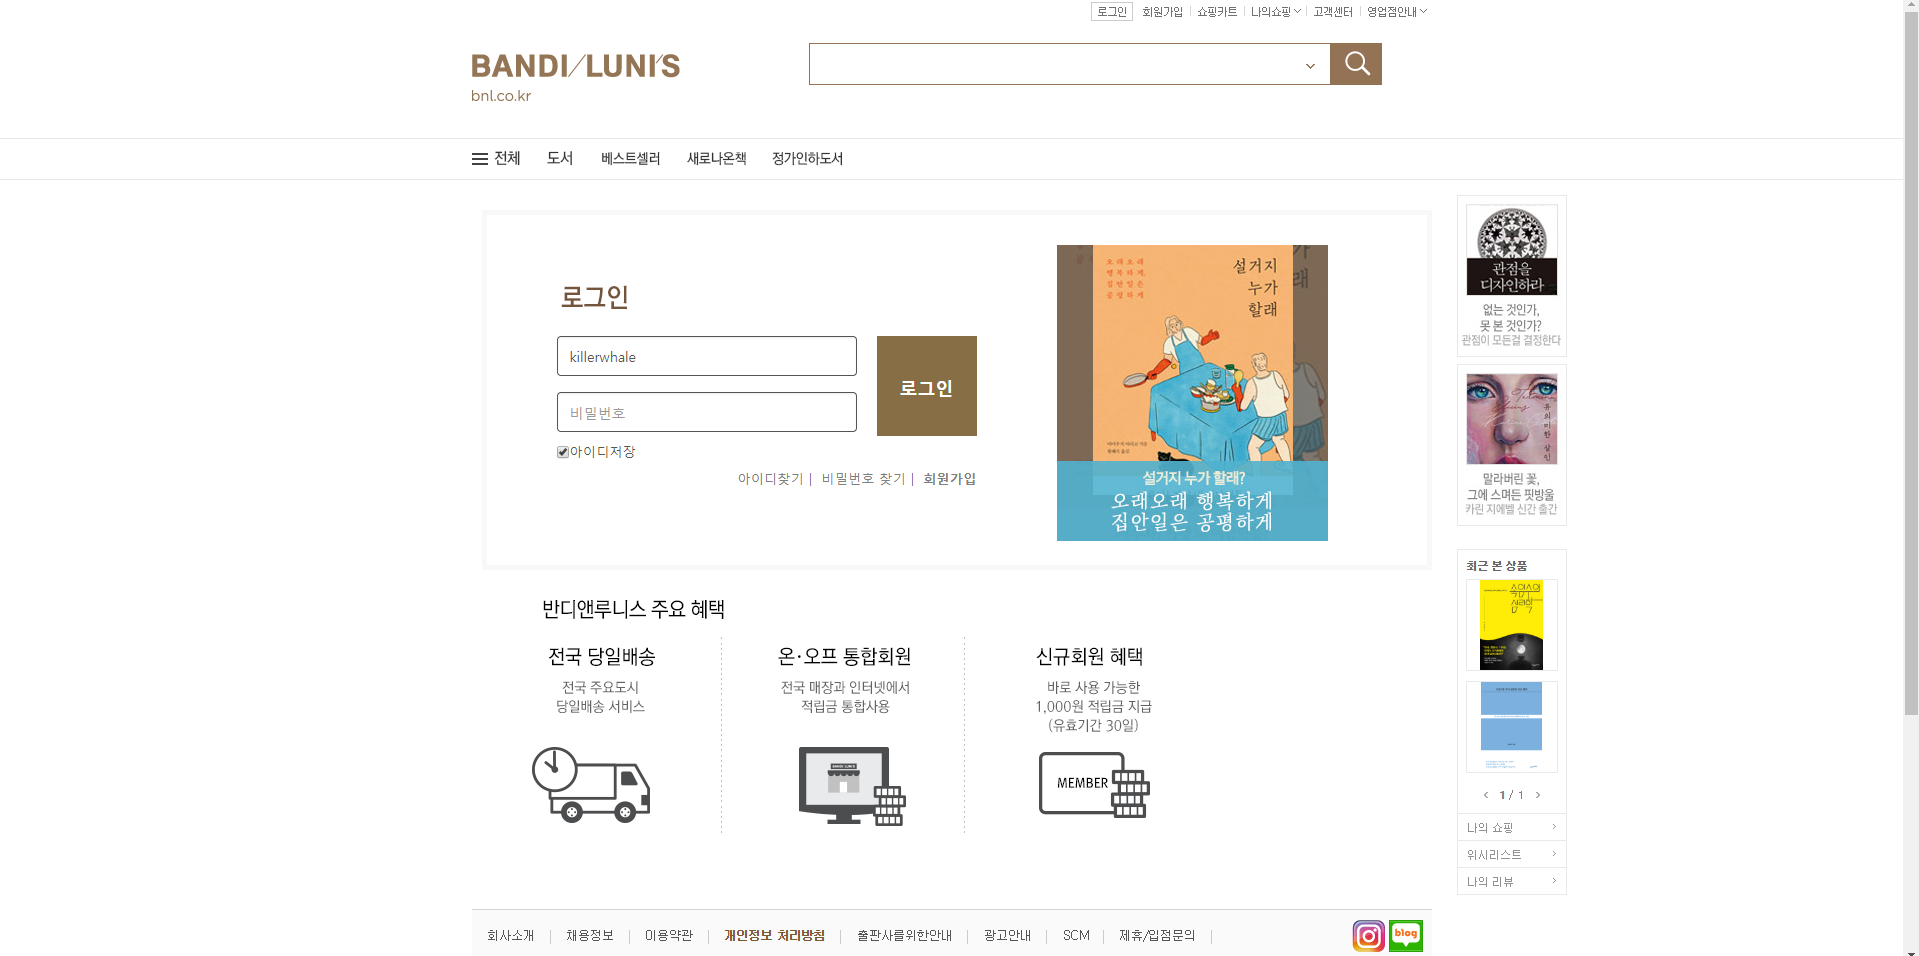 로그인 회원가입 쇼핑카트 나의쇼핑 고객센터 영업점안내
BANDI/LUNI'S
bnl.co.kr
전체 도서 베스트셀러 새로나온책 정가인하도서
로그인
killerwhale
비밀번호
로그인
아이디저장
아이디찾기 | 비밀번호 찾기 | 회원가입
오래오래
행복하게,
집안일은
공평하게
설거지
누가
할래
설거지 누가 할래?
오래오래 행복하게
집안일은 공평하게
관점을
디자인하라
없는 것인가,
못 본 것인가?
관점이 모든걸 결정한다
유의미한 살인
말라버린 꽃,
그에 스며든 핏방울
카린 지에벨 신간 출간
최근 본 상품
1 / 1
나의 쇼핑
위시리스트
나의 리뷰
반디앤루니스 주요 혜택
전국 당일배송
전국 주요도시
당일배송 서비스
온·오프 통합회원
전국 매장과 인터넷에서
적립금 통합사용
BANDI/LUNI'S
신규회원 혜택
바로 사용 가능한
1,000원 적립금 지급
(유효기간 30일)
MEMBER
회사소개 채용정보 이용약관 개인정보 처리방침 출판사를위한안내 광고안내 SCM 제휴/입점문의
blog